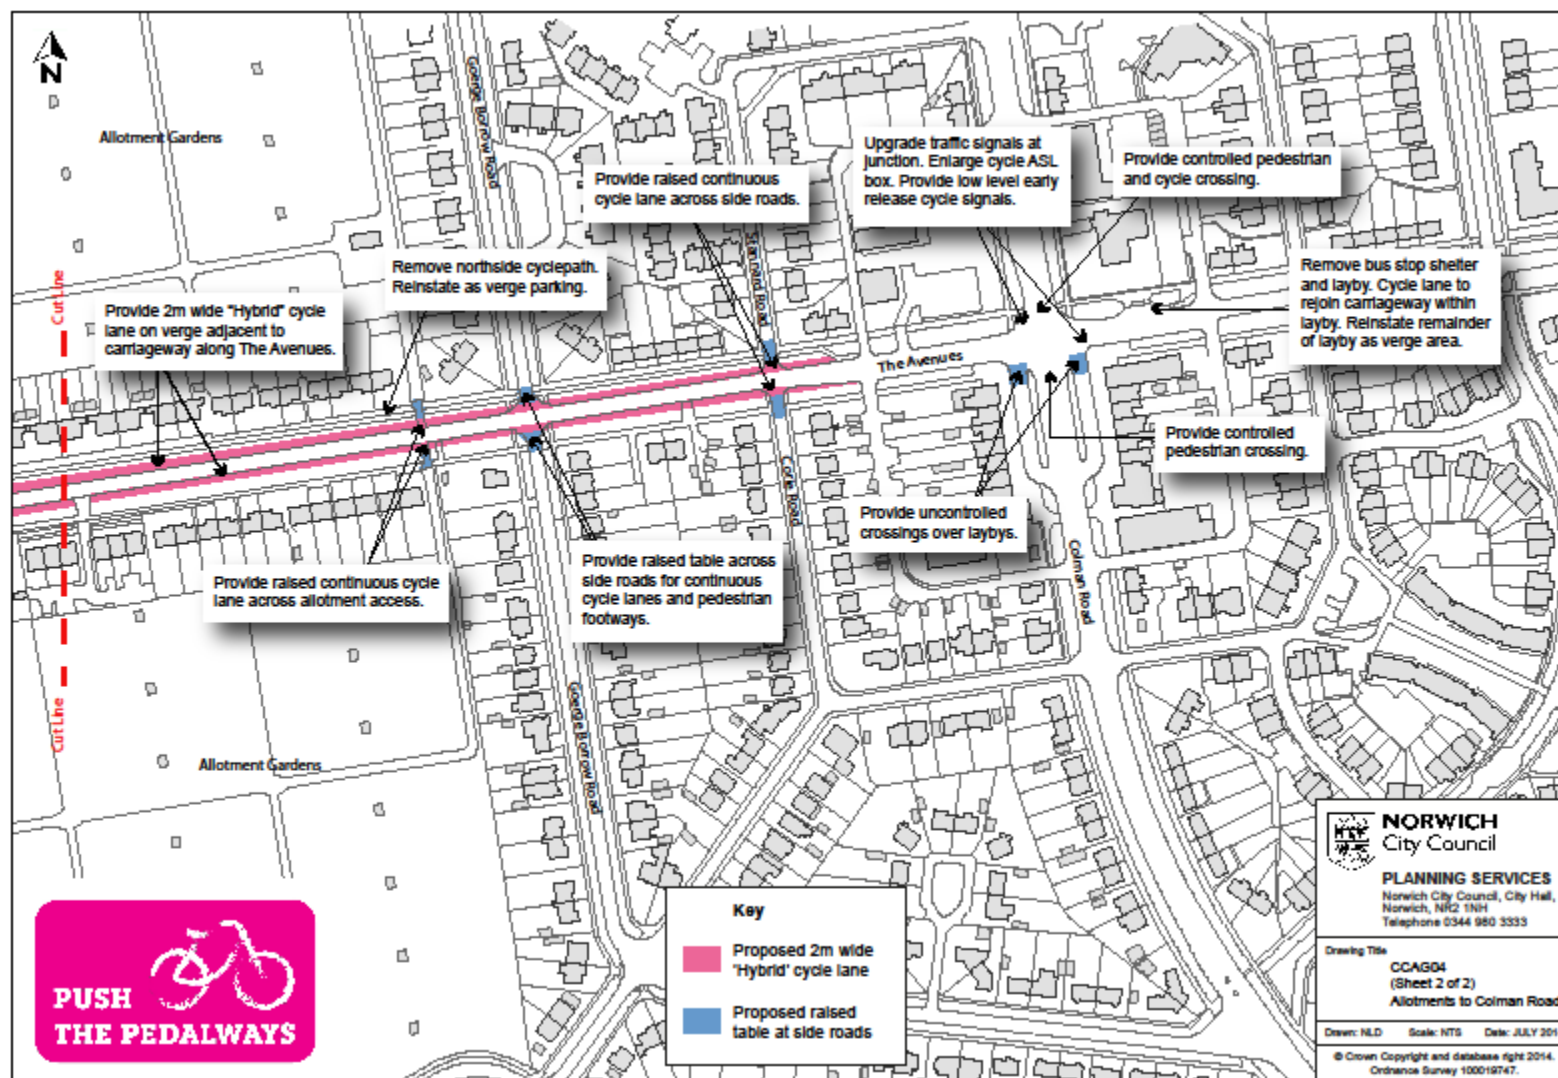 N
Allotment Gardens
George Borrow Road
Provide raised continuous
cycle lane across side roads.
Upgrade traffic signals at
junction. Enlarge cycle ASL
box. Provide low level early
release cycle signals.
Provide controlled pedestrian
and cycle crossing.
Stannard Road
Cut Line
Remove northside cyclepath.
Reinstate as verge parking.
Remove bus stop shelter
and layby. Cycle lane to
rejoin carriageway within
layby. Reinstate remainder
of layby as verge area.
Provide 2m wide "Hybrid" cycle
lane on verge adjacent to
carriageway along The Avenues.
The Avenues
Provide controlled
pedestrian crossing.
Corie Road
Provide uncontrolled
crossings over laybys.
Colman Road
Provide raised continuous cycle
lane across allotment access.
Provide raised table across
side roads for continuous
cycle lanes and pedestrian
footways.
Cut Line
George Borrow Road
Allotment Gardens
PUSH
THE PEDALWAYS
Key
Proposed 2m wide
'Hybrid' cycle lane
Proposed raised
table at side roads
NORWICH
City Council
PLANNING SERVICES
Norwich City Council, City Hall,
Norwich, NR2 1NH
Telephone 0344 980 3333
Drawing Title
CCAG04
(Sheet 2 of 2)
Allotments to Colman Road
Drawn: NLD Scale: NTS Date: JULY 201
© Crown Copyright and database right 2014.
Ordnance Survey 100019747.